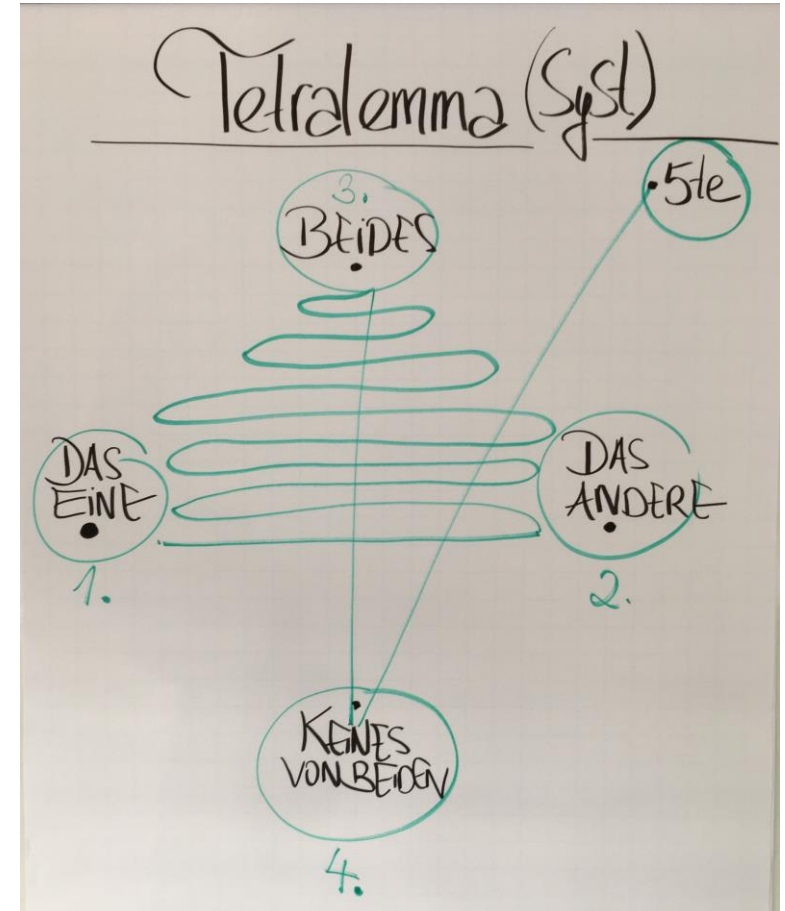 Tetralemma (SySt)
3.
BEIDES
5te
DAS
EINE
1.
DAS
ANDERE
2.
KEINES
VON BEIDEN
4.